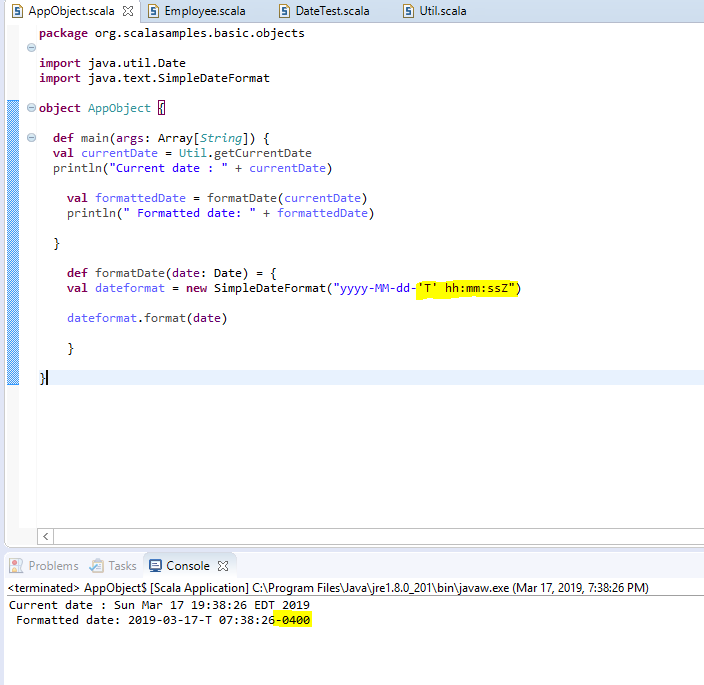 AppObject.scala Employee.scala DateTest.scala Util.scala
package org.scalasamples.basic.objects
import java.util.Date
import java.text.SimpleDateFormat
object AppObject {
def main(args: Array[String]) {
val currentDate = Util.getCurrentDate
println("Current date : " + currentDate)
val formattedDate = formatDate(currentDate)
println(" Formatted date: " + formattedDate)
}
def formatDate(date: Date) = {
val dateformat = new SimpleDateFormat("yyyy-MM-dd-'T' hh:mm:ssZ")
dateformat.format(date)
}
}
Problems Tasks Console
<terminated> AppObject$ [Scala Application] C:\Program Files\Java\jre1.8.0_201\bin\javaw.exe (Mar 17, 2019, 7:38:26 PM)
Current date : Sun Mar 17 19:38:26 EDT 2019
Formatted date: 2019-03-17-T 07:38:26-0400